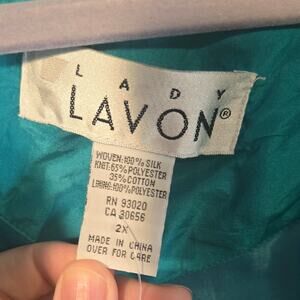 LADY
LAVON®
WOVEN:100% SILK
KNIT:65% POLYESTER
35% COTTON
LINING:100% POLYESTER
RN 93020
CA 30656
2X
MADE IN CHINA
OVER FOR CARE